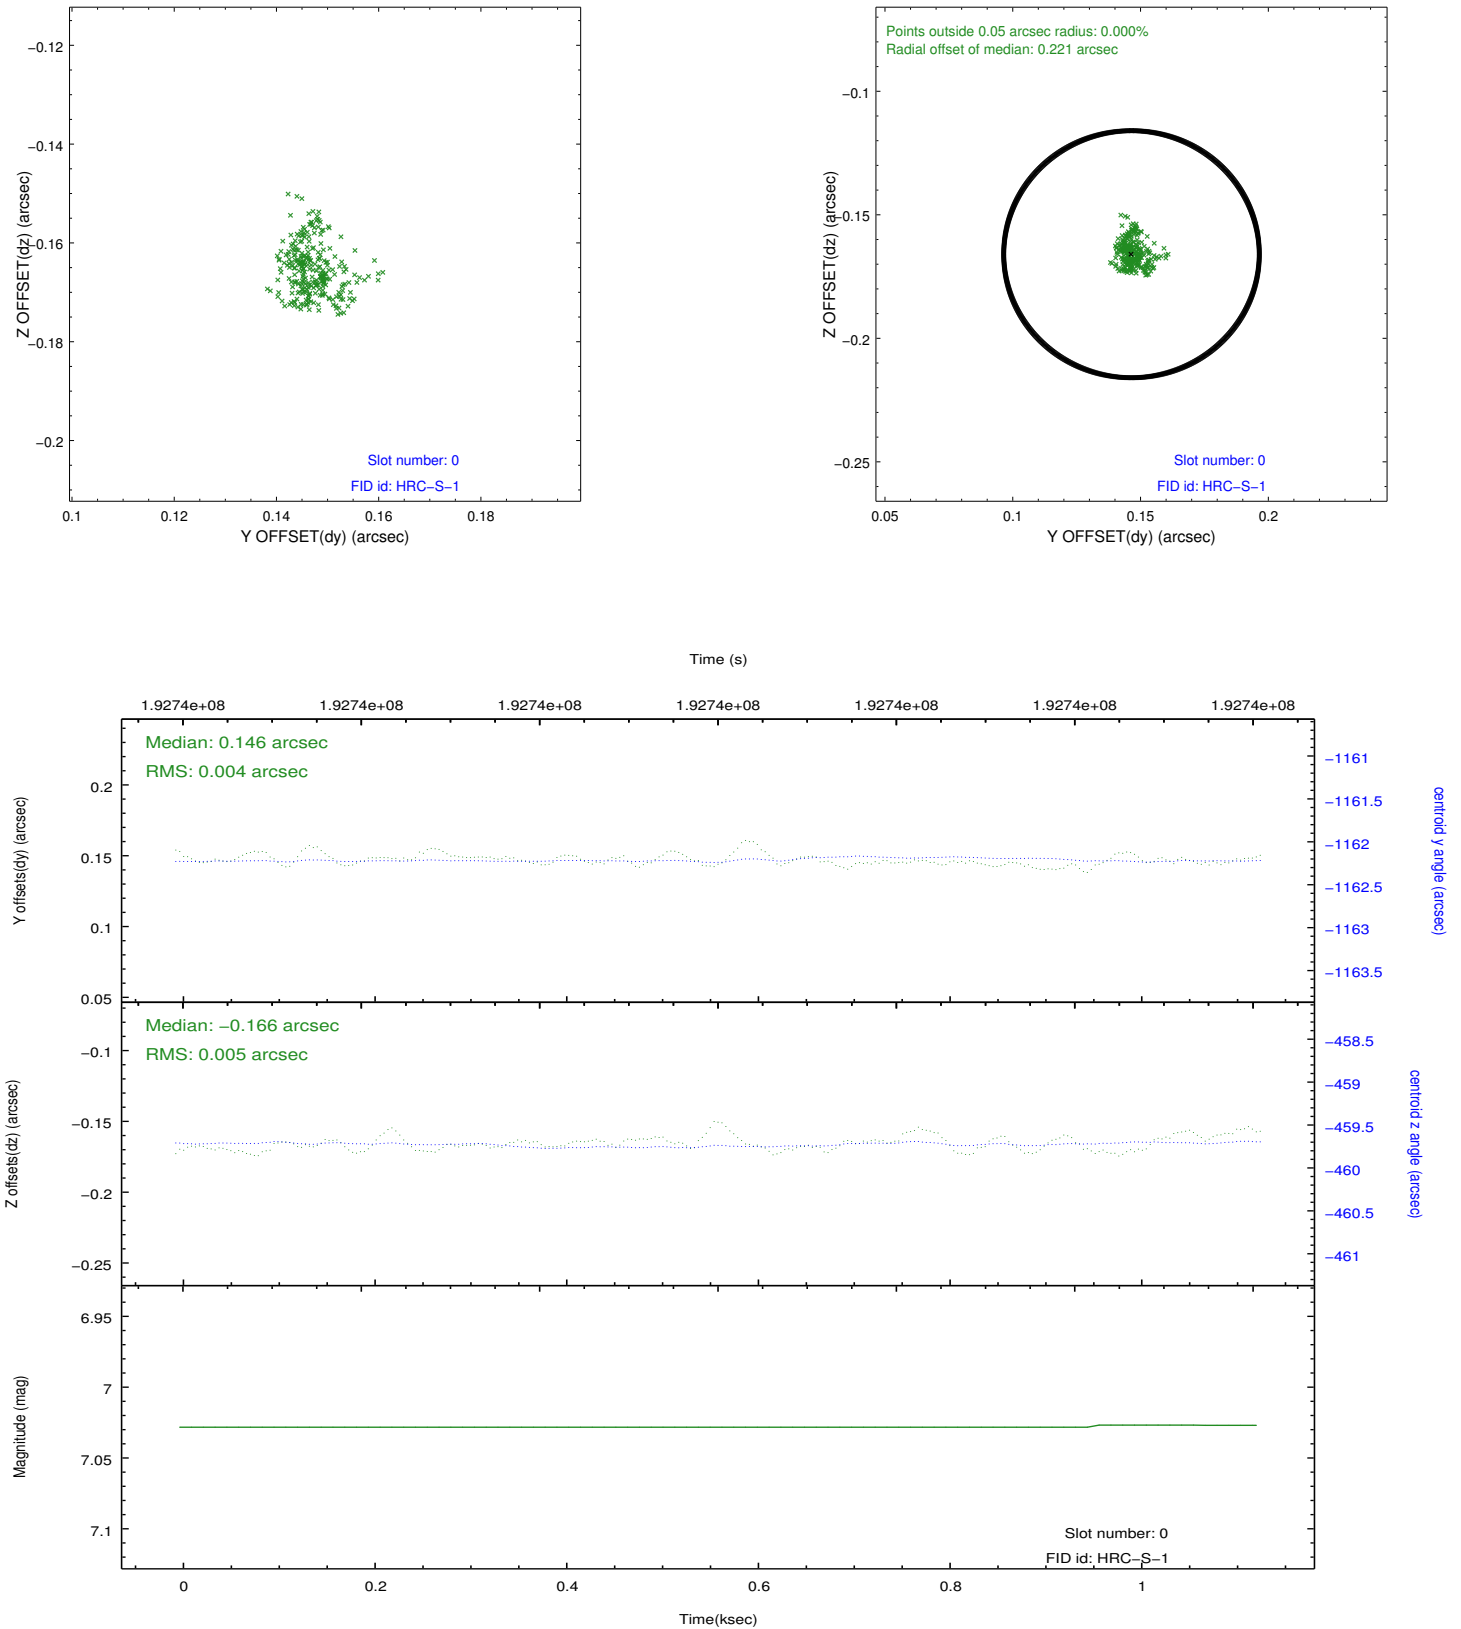 −0.12
−0.14
−0.16
−0.18
−0.2
Z OFFSET(dz) (arcsec)
Slot number: 0
FID id: HRC−S−1
0.1 0.12 0.14 0.16 0.18
Y OFFSET(dy) (arcsec)
Points outside 0.05 arcsec radius: 0.000%
Radial offset of median: 0.221 arcsec
−0.1
−0.15
−0.2
−0.25
Z OFFSET(dz) (arcsec)
Slot number: 0
FID id: HRC−S−1
0.05 0.1 0.15 0.2
Y OFFSET(dy) (arcsec)
Time (s)
1.9274e+08 1.9274e+08 1.9274e+08 1.9274e+08 1.9274e+08 1.9274e+08 1.9274e+08
Median: 0.146 arcsec
RMS: 0.004 arcsec
0.2
0.15
0.1
0.05
Y offsets(dy) (arcsec)
−1161
−1161.5
−1162
−1162.5
−1163
−1163.5
centroid y angle (arcsec)
Median: −0.166 arcsec
RMS: 0.005 arcsec
−0.1
−0.15
−0.2
−0.25
Z offsets(dz) (arcsec)
−458.5
−459
−459.5
−460
−460.5
−461
centroid z angle (arcsec)
6.95
7
7.05
7.1
Magnitude (mag)
Slot number: 0
FID id: HRC−S−1
0 0.2 0.4 0.6 0.8 1
Time(ksec)